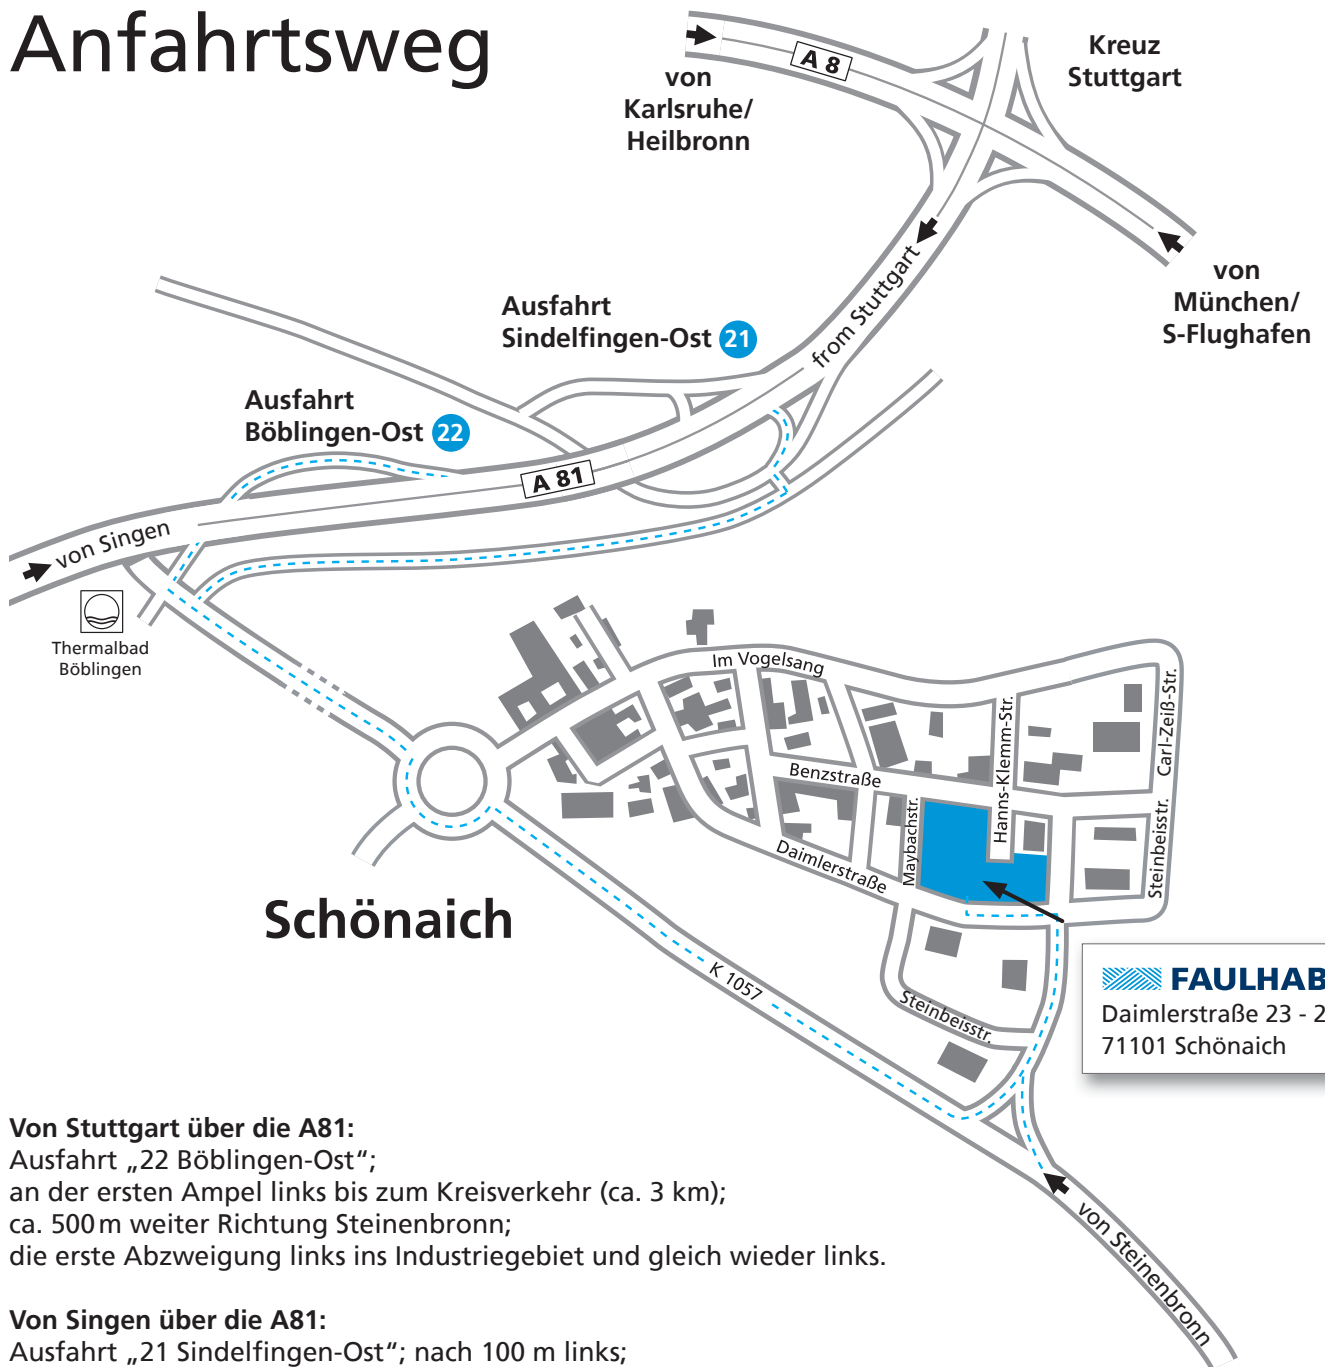 Anfahrtsweg
A 8
Kreuz
Stuttgart
von
Karlsruhe/
Heilbronn
von
München/
S-Flughafen
from Stuttgart
Ausfahrt
Sindelfingen-Ost 21
Ausfahrt
Böblingen-Ost 22
A 81
von Singen
Thermalbad
Böblingen
Im Vogelsang
Hanns-Klemm-Str.
Carl-Zeiß-Str.
Benzstraße
Maybachstr.
Steinbeisstr.
Daimlerstraße
Schönaich
K 1057
Steinbeisstr.
FAULHAB
Daimlerstraße 23 - 2
71101 Schönaich
von Steinenbronn
Von Stuttgart über die A81:
Ausfahrt „22 Böblingen-Ost“;
an der ersten Ampel links bis zum Kreisverkehr (ca. 3 km);
ca. 500 m weiter Richtung Steinenbronn;
die erste Abzweigung links ins Industriegebiet und gleich wieder links.
Von Singen über die A81:
Ausfahrt „21 Sindelfingen-Ost“; nach 100 m links;